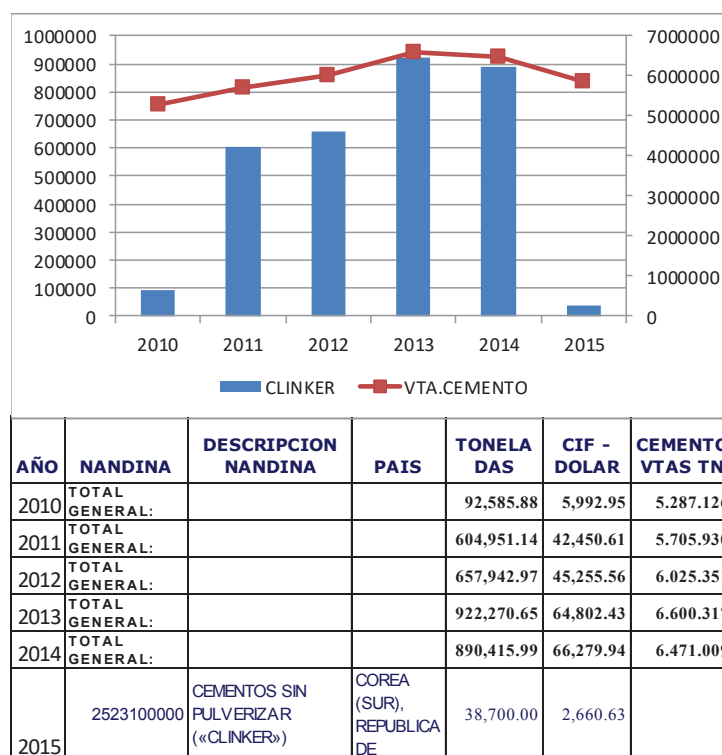 1000000 7000000
900000 6000000
800000
700000 5000000
600000 4000000
500000
400000 3000000
300000 2000000
200000
100000 1000000
0 0
2010 2011 2012 2013 2014 2015
CLINKER VTA.CEMENTO
AÑO NANDINA DESCRIPCION NANDINA PAIS TONELA DAS CIF - DOLAR CEMENTO VTAS TN
2010 TOTAL GENERAL: 92,585.88 5,992.95
2011 TOTAL GENERAL: 604,951.14 42,450.61
2012 TOTAL GENERAL: 657,942.97 45,255.56
2013 TOTAL GENERAL: 922,270.65 64,802.43
2014 TOTAL GENERAL: 890,415.99 66,279.94
2015 2523100000 CEMENTOS SIN PULVERIZAR («CLINKER») COREA (SUR), REPUBLICA DE 38,700.00 2,660.63